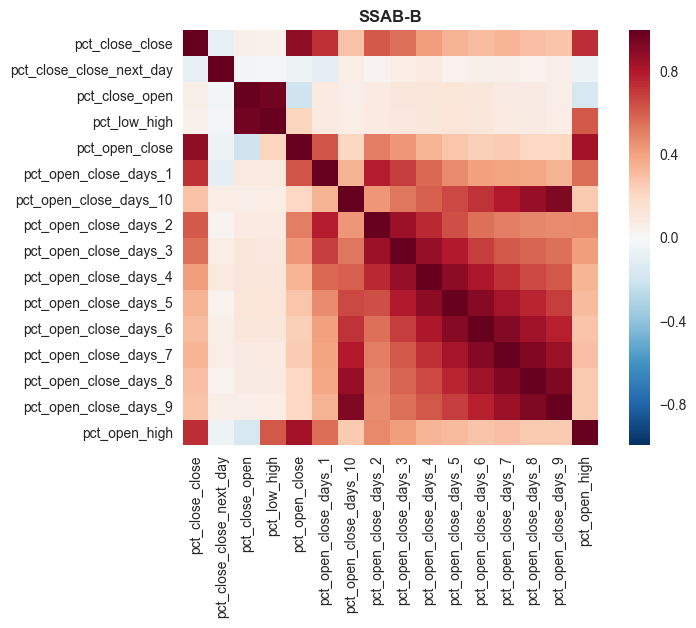 SSAB-B
pct_close_close
pct_close_close_next_day
pct_close_open
pct_low_high
pct_open_close
pct_open_close_days_1
pct_open_close_days_10
pct_open_close_days_2
pct_open_close_days_3
pct_open_close_days_4
pct_open_close_days_5
pct_open_close_days_6
pct_open_close_days_7
pct_open_close_days_8
pct_open_close_days_9
pct_open_high
pct_close_close
pct_close_close_next_day
pct_close_open
pct_low_high
pct_open_close
pct_open_close_days_1
pct_open_close_days_10
pct_open_close_days_2
pct_open_close_days_3
pct_open_close_days_4
pct_open_close_days_5
pct_open_close_days_6
pct_open_close_days_7
pct_open_close_days_8
pct_open_close_days_9
pct_open_high
0.8
0.4
0.0
−0.4
−0.8